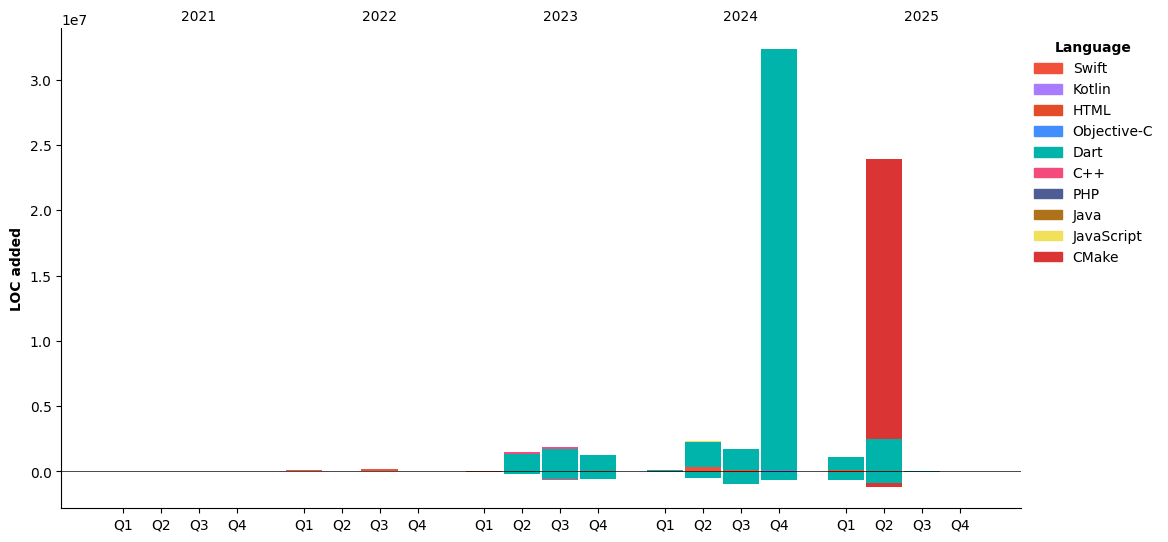 2021 2022 2023 2024 2025
1e7
3.0
2.5
2.0
1.5
1.0
0.5
0.0
LOC added
Q1 Q2 Q3 Q4 Q1 Q2 Q3 Q4 Q1 Q2 Q3 Q4 Q1 Q2 Q3 Q4 Q1 Q2 Q3 Q4
Language
Swift
Kotlin
HTML
Objective-C
Dart
C++
PHP
Java
JavaScript
CMake